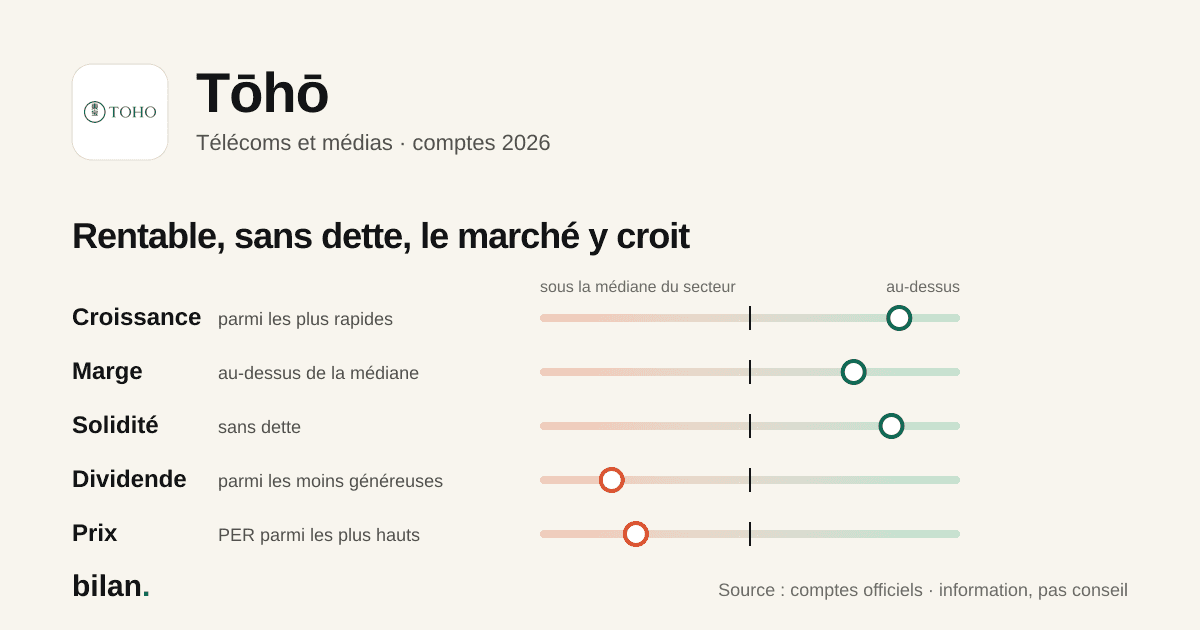 TOHO
Tōhō
Télécoms et médias · comptes 2026
Rentable, sans dette, le marché y croit
sous la médiane du secteur au-dessus
Croissance parmi les plus rapides
Marge au-dessus de la médiane
Solidité sans dette
Dividende parmi les moins généreuses
Prix PER parmi les plus hauts
bilan.
Source : comptes officiels · information, pas conseil